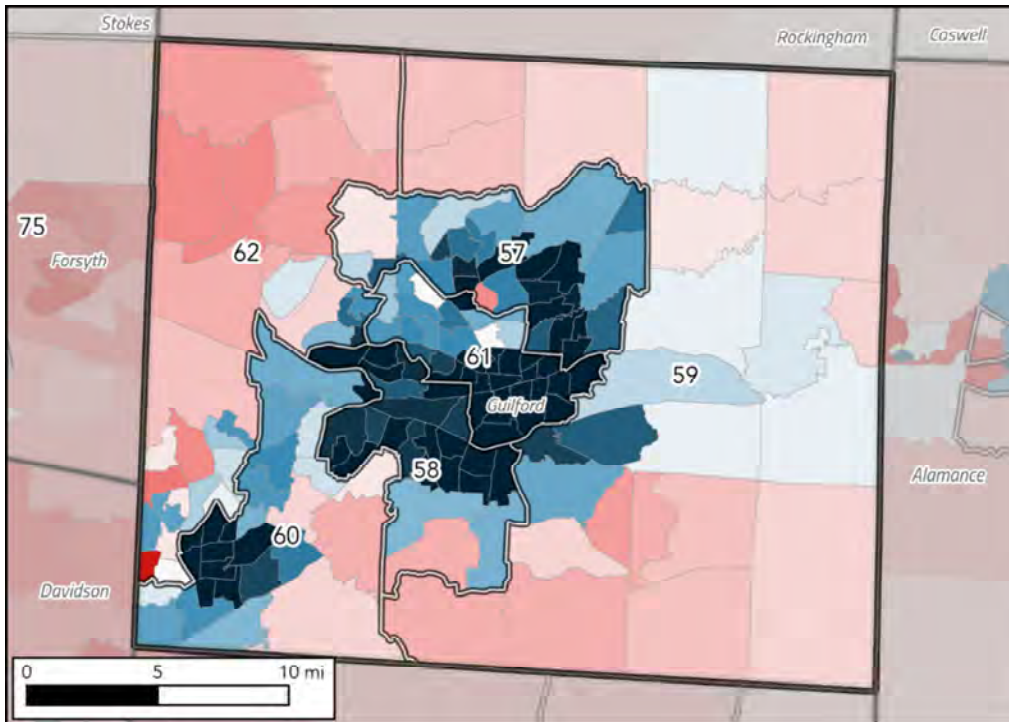 Stokes
Rockingham
Caswell
75
Forsyth
62
57
61
59
Guilford
58
Alamance
60
Davidson
0 5 10 mi